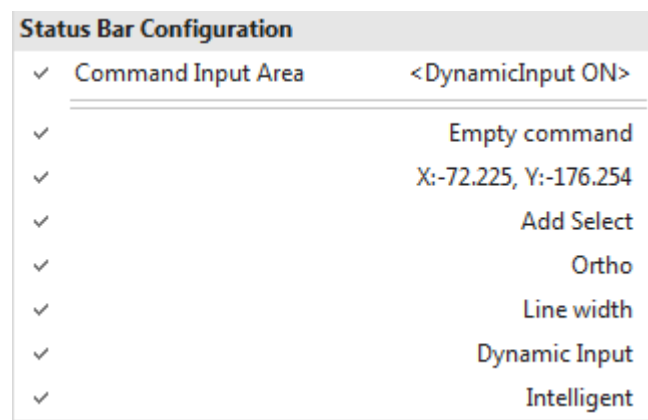 Status Bar Configuration
Command Input Area <DynamicInput ON>
Empty command
X:-72.225, Y:-176.254
Add Select
Ortho
Line width
Dynamic Input
Intelligent